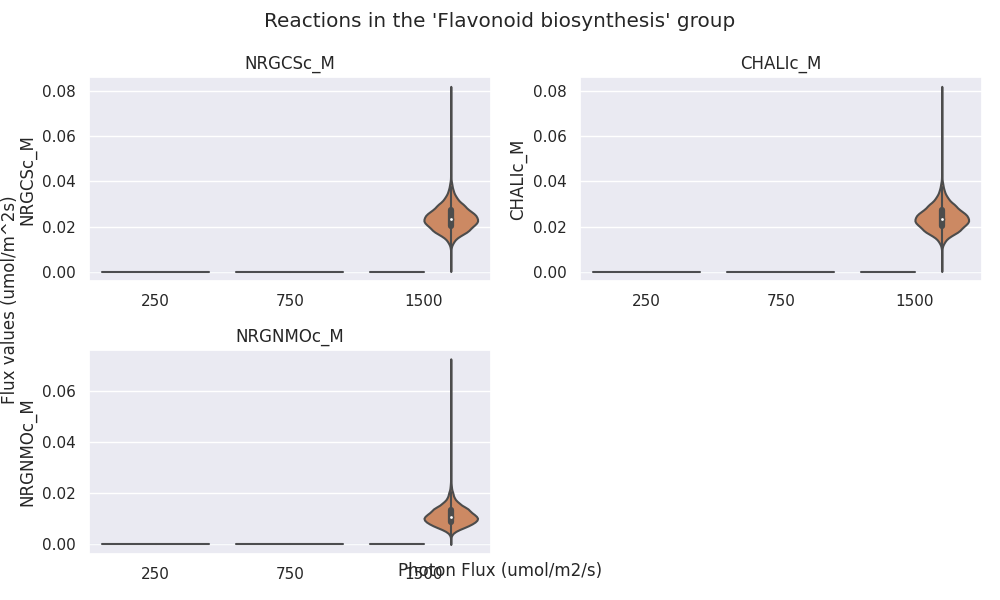 Reactions in the 'Flavonoid biosynthesis' group
NRGCSc_M
CHALIc_M
0.08
0.06
0.04
0.02
0.00
NRGCSc_M
250
750
1500
0.08
0.06
0.04
0.02
0.00
CHALIc_M
250
750
1500
Flux values (umol/m^2s)
NRGNMOc_M
0.06
0.04
0.02
0.00
NRGNMOc_M
250
750
1500
Photon Flux (umol/m2/s)